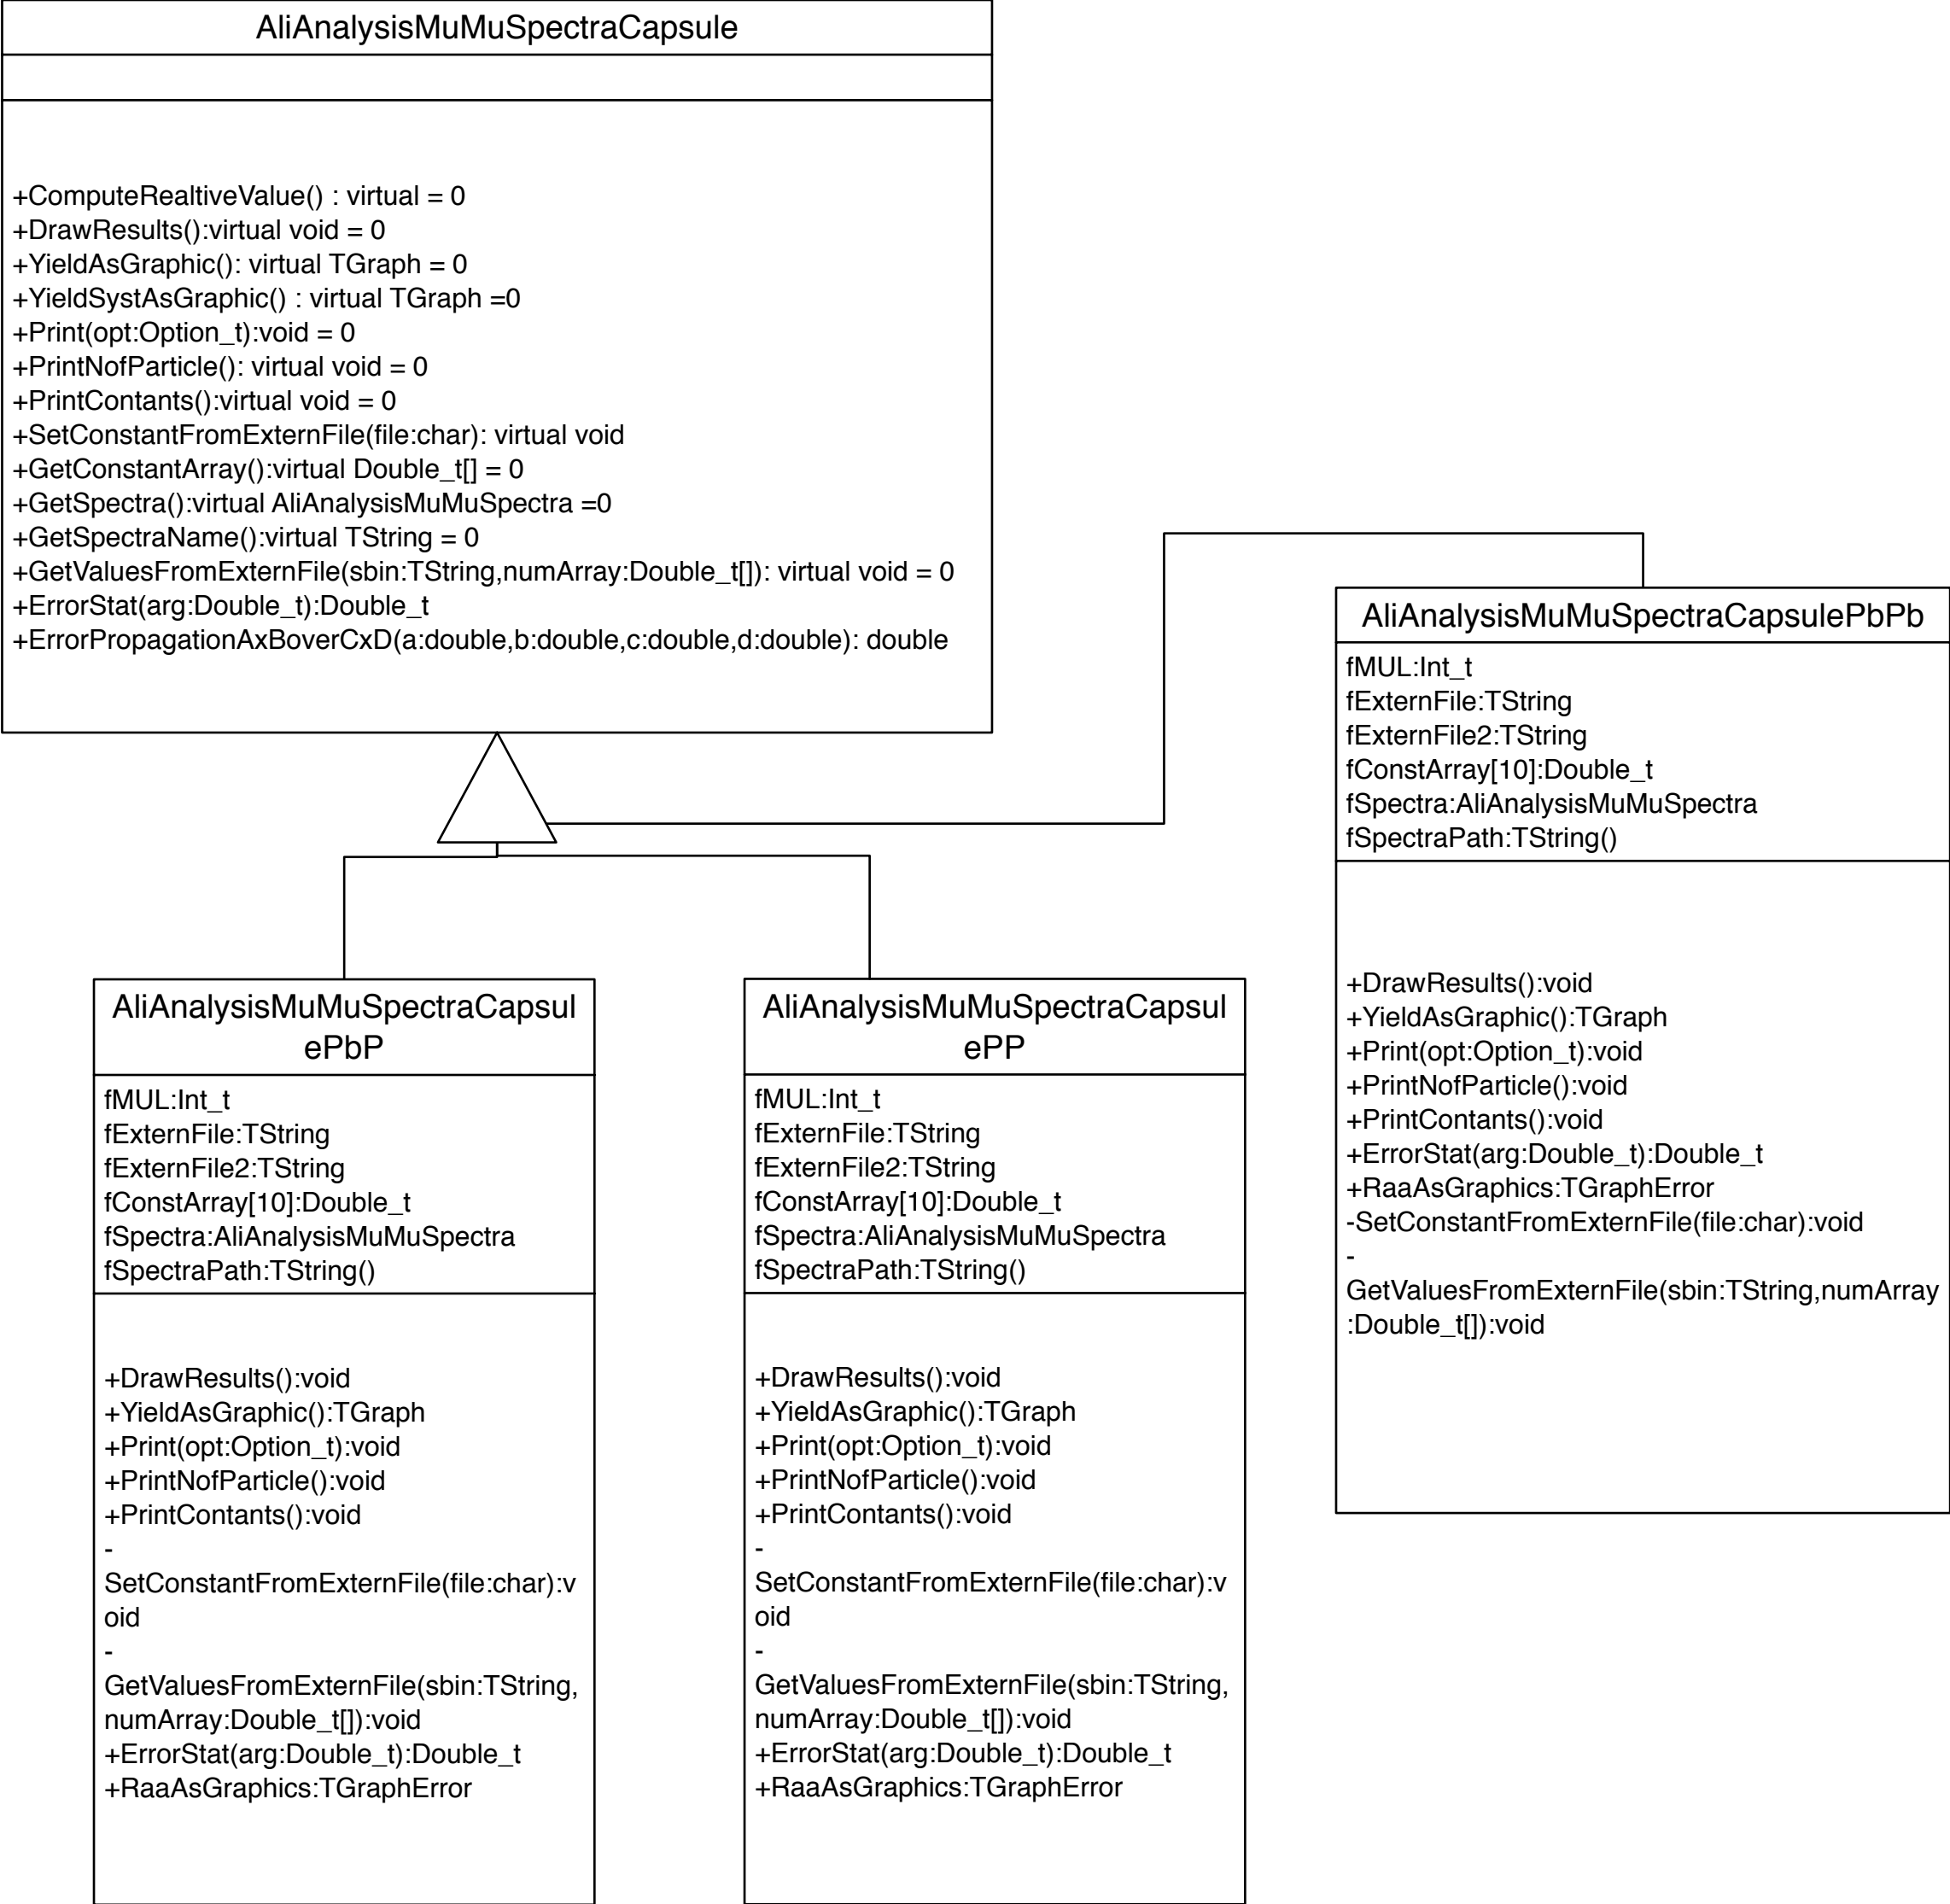 AliAnalysisMuMuSpectraCapsule
+ComputeRealtiveValue() : virtual = 0
+DrawResults():virtual void = 0
+YieldAsGraphic(): virtual TGraph = 0
+YieldSystAsGraphic() : virtual TGraph =0
+Print(opt:Option_t):void = 0
+PrintNofParticle(): virtual void = 0
+PrintContants():virtual void = 0
+SetConstantFromExternFile(file:char): virtual void
+GetConstantArray():virtual Double_t[] = 0
+GetSpectra():virtual AliAnalysisMuMuSpectra =0
+GetSpectraName():virtual TString = 0
+GetValuesFromExternFile(sbin:TString,numArray:Double_t[]): virtual void = 0
+ErrorStat(arg:Double_t):Double_t
+ErrorPropagationAxBoverCxD(a:double,b:double,c:double,d:double): double
AliAnalysisMuMuSpectraCapsulePbPb
fMUL:Int_t
fExternFile:TString
fExternFile2:TString
fConstArray[10]:Double_t
fSpectra:AliAnalysisMuMuSpectra
fSpectraPath:TString()
+DrawResults():void
+YieldAsGraphic():TGraph
+Print(opt:Option_t):void
+PrintNofParticle():void
+PrintContants():void
+ErrorStat(arg:Double_t):Double_t
+RaaAsGraphics:TGraphError
-SetConstantFromExternFile(file:char):void
-
GetValuesFromExternFile(sbin:TString,numArray
:Double_t[]):void
AliAnalysisMuMuSpectraCapsul
ePbP
fMUL:Int_t
fExternFile:TString
fExternFile2:TString
fConstArray[10]:Double_t
fSpectra:AliAnalysisMuMuSpectra
fSpectraPath:TString()
+DrawResults():void
+YieldAsGraphic():TGraph
+Print(opt:Option_t):void
+PrintNofParticle():void
+PrintContants():void
-
SetConstantFromExternFile(file:char):v
oid
-
GetValuesFromExternFile(sbin:TString,
numArray:Double_t[]):void
+ErrorStat(arg:Double_t):Double_t
+RaaAsGraphics:TGraphError
AliAnalysisMuMuSpectraCapsul
ePP
fMUL:Int_t
fExternFile:TString
fExternFile2:TString
fConstArray[10]:Double_t
fSpectra:AliAnalysisMuMuSpectra
fSpectraPath:TString()
+DrawResults():void
+YieldAsGraphic():TGraph
+Print(opt:Option_t):void
+PrintNofParticle():void
+PrintContants():void
-
SetConstantFromExternFile(file:char):v
oid
-
GetValuesFromExternFile(sbin:TString,
numArray:Double_t[]):void
+ErrorStat(arg:Double_t):Double_t
+RaaAsGraphics:TGraphError